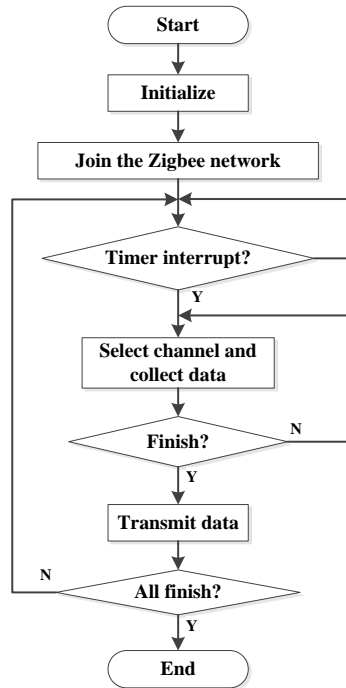 Start
Initialize
Join the Zigbee network
Timer interrupt?
Y
Select channel and
collect data
Finish?
N
Y
Transmit data
N
All finish?
Y
End